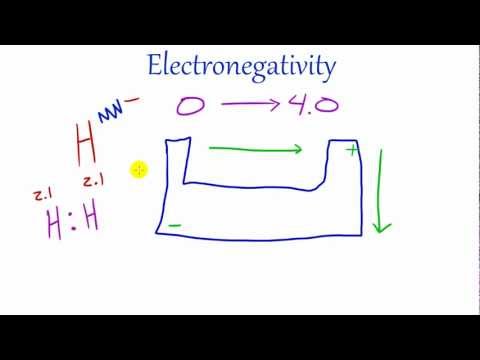 Electronegativity
0 → 4.0
H −
2.1 2.1
H : H
+
−